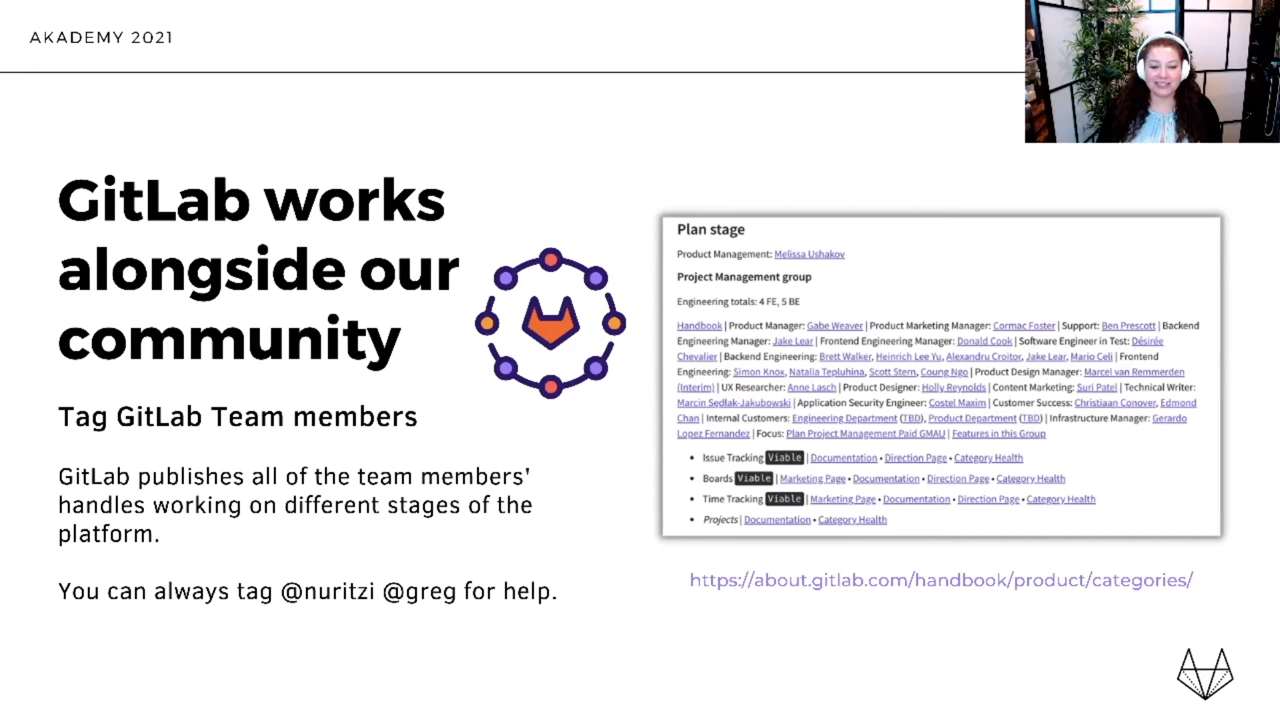 AKADEMY 2021
GitLab works
alongside our
community
Tag GitLab Team members
GitLab publishes all of the team members'
handles working on different stages of the
platform.
You can always tag @nuritzi @greg for help.
Plan stage
Product Management: Melissa Ushakov
Project Management group
Engineering totals: 4 FE, 5 BE
Handbook | Product Manager: Gabe Weaver | Product Marketing Manager: Cormac Foster | Support: Ben Prescott | Backend
Engineering Manager: Jake Lear | Frontend Engineering Manager: Donald Cook | Software Engineer in Test: Désirée
Chevalier | Backend Engineering: Brett Walker, Heinrich Lee Yu, Alexandru Croitor, Jake Lear, Mario Celi | Frontend
Engineering: Simon Knox, Natalia Tepluhina, Scott Stern, Coung Ngo | Product Design Manager: Marcel van Remmerden
(Interim) | UX Researcher: Anne Lasch | Product Designer: Holly Reynolds | Content Marketing: Suri Patel | Technical Writer:
Marcin Sedłak-Jakubowski | Application Security Engineer: Costel Maxim | Customer Success: Christiaan Conover, Edmond
Chan | Internal Customers: Engineering Department (TBD), Product Department (TBD) | Infrastructure Manager: Gerardo
Lopez Fernandez | Focus: Plan Project Management Paid GMAU | Features in this Group
• Issue Tracking Viable | Documentation • Direction Page • Category Health
• Boards Viable | Marketing Page • Documentation • Direction Page • Category Health
• Time Tracking Viable | Marketing Page • Documentation • Direction Page • Category Health
• Projects | Documentation • Category Health
https://about.gitlab.com/handbook/product/categories/